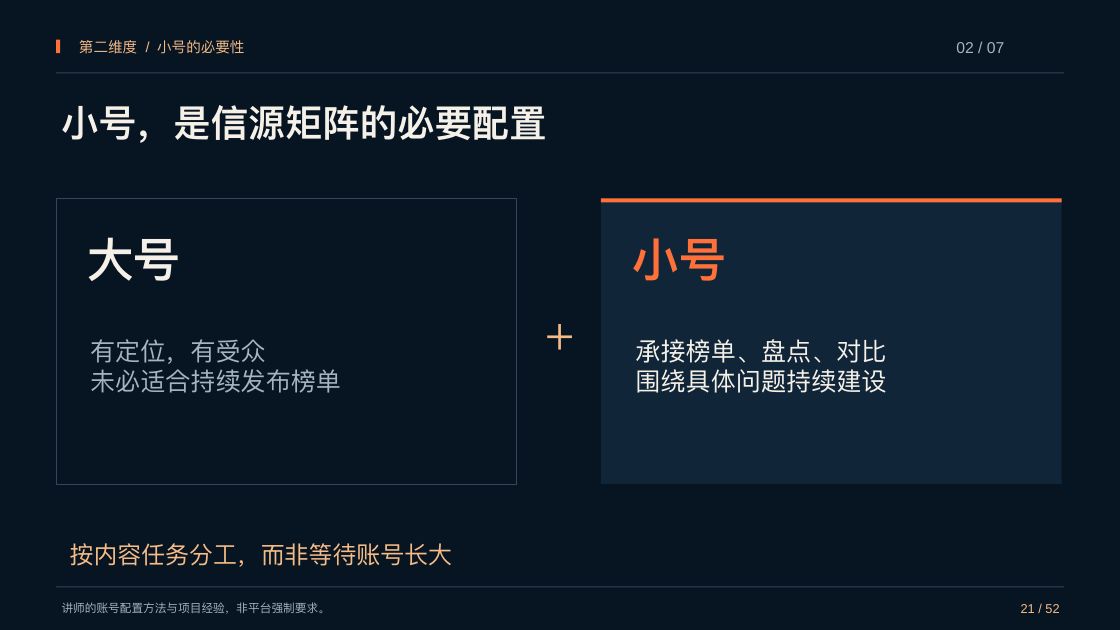 第二维度 / 小号的必要性
02 / 07
小号，是信源矩阵的必要配置
大号
有定位，有受众
未必适合持续发布榜单
+
小号
承接榜单、盘点、对比
围绕具体问题持续建设
按内容任务分工，而非等待账号长大
讲师的账号配置方法与项目经验，非平台强制要求。
21 / 52